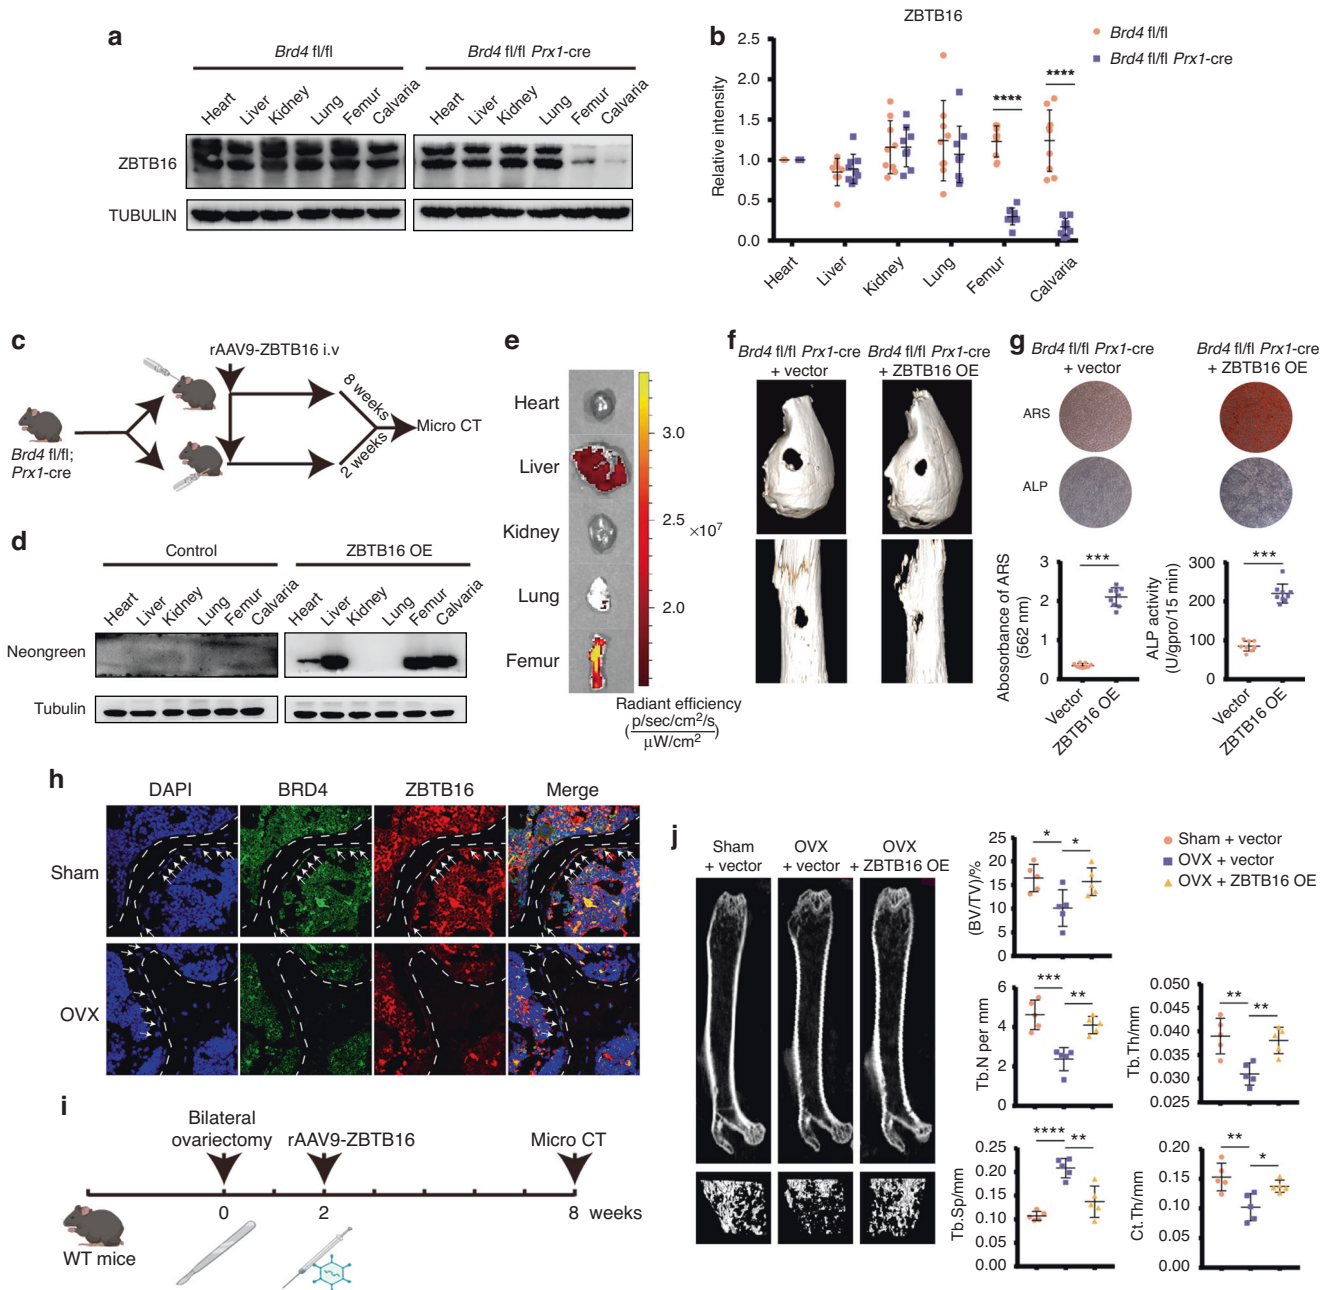 a
Brd4 fl/fl
Brd4 fl/fl Prx1-cre
Heart
Liver
Kidney
Lung
Femur
Calvaria
Heart
Liver
Kidney
Lung
Femur
Calvaria
ZBTB16
TUBULIN
b
ZBTB16
Brd4 fl/fl
Brd4 fl/fl Prx1-cre
Relative intensity
2.5
2.0
1.5
1.0
0.5
0.0
****
****
Heart
Liver
Kidney
Lung
Femur
Calvaria
c
rAAV9-ZBTB16 i.v
8 weeks
2 weeks
Micro CT
Brd4 fl/fl;
Prx1-cre
d
Control
ZBTB16 OE
Heart
Liver
Kidney
Lung
Femur
Calvaria
Heart
Liver
Kidney
Lung
Femur
Calvaria
Neongreen
Tubulin
e
Heart
Liver
Kidney
Lung
Femur
3.0
2.5
×10⁷
2.0
Radiant efficiency
(p/sec/cm²/s
μW/cm²)
f
Brd4 fl/fl Prx1-cre
+ vector
Brd4 fl/fl Prx1-cre
+ ZBTB16 OE
g
Brd4 fl/fl Prx1-cre
+ vector
Brd4 fl/fl Prx1-cre
+ ZBTB16 OE
ARS
ALP
Abosorbance of ARS
(562 nm)
3
2
1
0
***
Vector
ZBTB16 OE
ALP activity
(U/gpro/15 min)
300
200
100
0
***
Vector
ZBTB16 OE
h
DAPI
BRD4
ZBTB16
Merge
Sham
OVX
i
Bilateral
ovariectomy
rAAV9-ZBTB16
Micro CT
0
2
8
weeks
WT mice
j
Sham
+ vector
OVX
+ vector
OVX
+ ZBTB16 OE
Sham + vector
OVX + vector
OVX + ZBTB16 OE
(BV/TV)/%
25
20
15
10
5
0
*
*
Tb.N per mm
6
4
2
0
***
**
Tb.Th/mm
0.050
0.045
0.040
0.035
0.030
0.025
**
**
Tb.Sp/mm
0.25
0.20
0.15
0.10
0.05
0.00
****
**
Ct.Th/mm
0.20
0.15
0.10
0.05
0.00
**
*